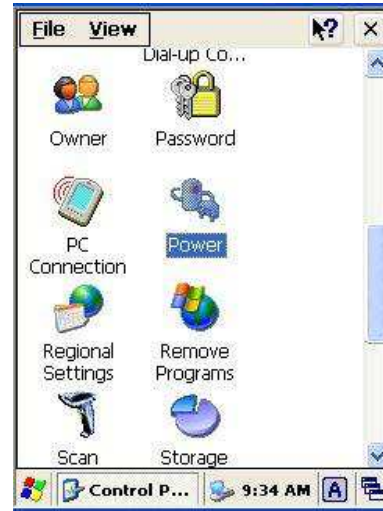 File View ?
Dial-up Co...
Owner Password
PC
Connection
Power
Regional
Settings
Remove
Programs
Scan Storage
Control P... 9:34 AM A